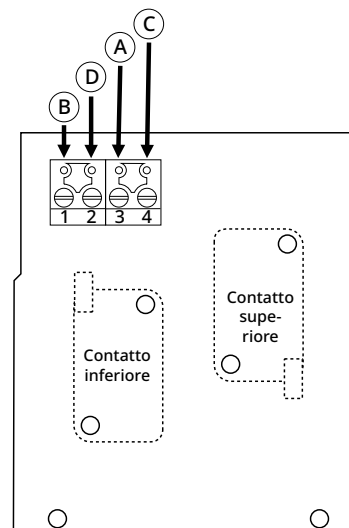 C
A
D
B
1 2 3 4
Contatto
supe-
riore
Contatto
inferiore